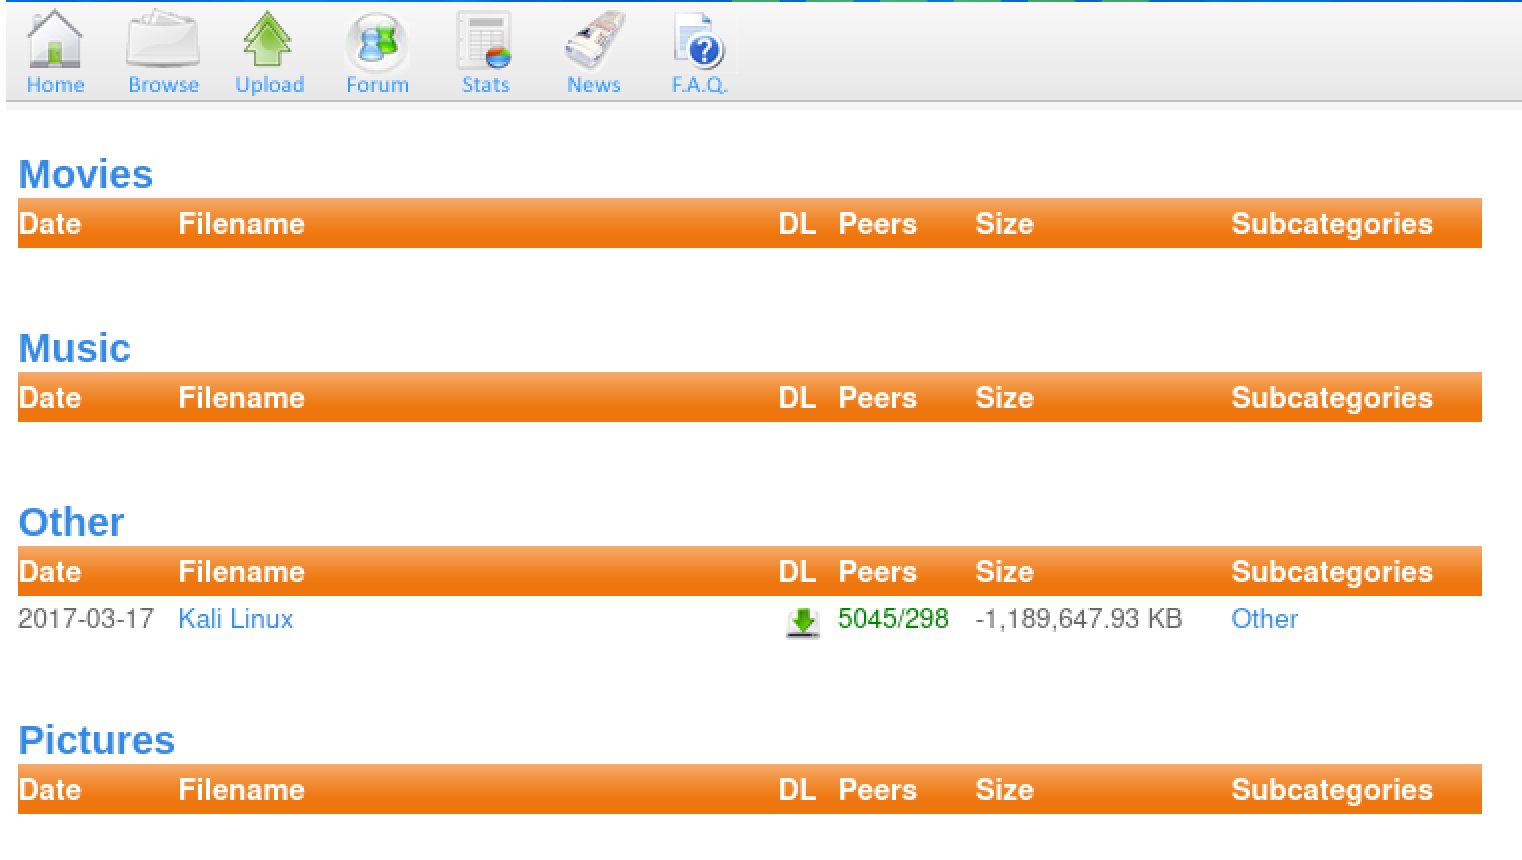 Home Browse Upload Forum Stats News F.A.Q.
Movies
Date Filename DL Peers Size Subcategories
Music
Date Filename DL Peers Size Subcategories
Other
Date Filename DL Peers Size Subcategories
2017-03-17 Kali Linux 5045/298 -1,189,647.93 KB Other
Pictures
Date Filename DL Peers Size Subcategories